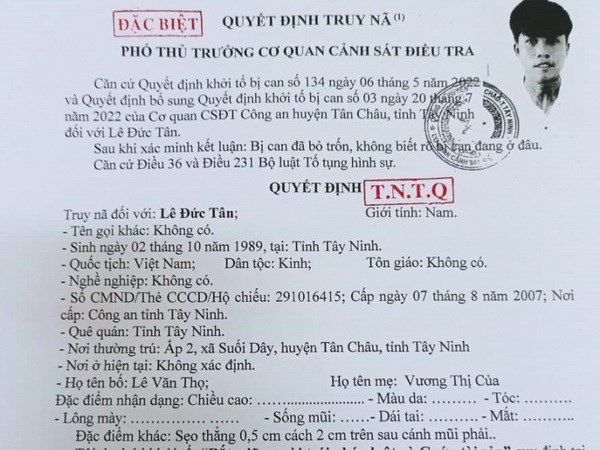 ĐẶC BIỆT QUYẾT ĐỊNH TRUY NÃ (1)
PHÓ THỦ TRƯỞNG CƠ QUAN CẢNH SÁT ĐIỀU TRA
Căn cứ Quyết định khởi tố bị can số 134 ngày 06 tháng 5 năm 2022
và Quyết định bổ sung Quyết định khởi tố bị can số 03 ngày 20 tháng 7
năm 2022 của Cơ quan CSĐT Công an huyện Tân Châu, tỉnh Tây Ninh
đối với Lê Đức Tân.
Sau khi xác minh kết luận: Bị can đã bỏ trốn, không biết rõ bị can đang ở đâu.
Căn cứ Điều 36 và Điều 231 Bộ luật Tố tụng hình sự.
QUYẾT ĐỊNH T.N.T.Q
Truy nã đối với: Lê Đức Tân; Giới tính: Nam.
- Tên gọi khác: Không có.
- Sinh ngày 02 tháng 10 năm 1989, tại: Tỉnh Tây Ninh.
- Quốc tịch: Việt Nam; Dân tộc: Kinh; Tôn giáo: Không có.
- Nghề nghiệp: Không có.
- Số CMND/Thẻ CCCD/Hộ chiếu: 291016415; Cấp ngày 07 tháng 8 năm 2007; Nơi
cấp: Công an tỉnh Tây Ninh.
- Quê quán: Tỉnh Tây Ninh.
- Nơi thường trú: Ấp 2, xã Suối Dây, huyện Tân Châu, tỉnh Tây Ninh
- Nơi ở hiện tại: Không xác định.
- Họ tên bố: Lê Văn Thọ; Họ tên mẹ: Vương Thị Của
Đặc điểm nhận dạng: Chiều cao: ........................ - Màu da: ......... - Tóc: ..........
- Lông mày: ................ ...... - Sống mũi: ...... - Dái tai: ......... - Mắt:...........
Đặc điểm khác: Sẹo thẳng 0,5 cm cách 2 cm trên sau cánh mũi phải..